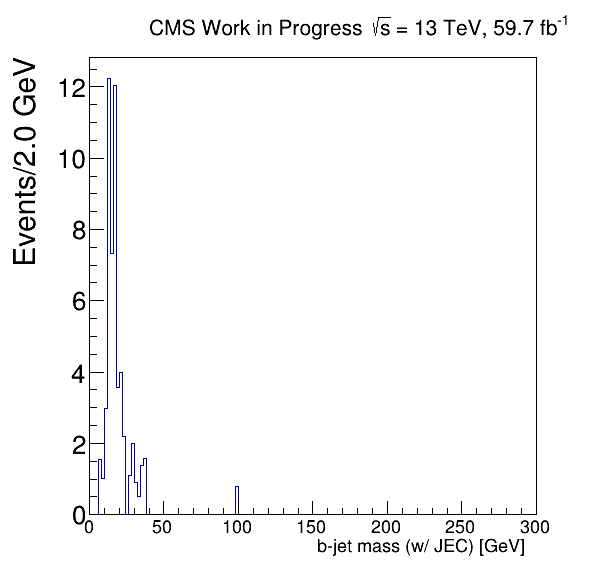 CMS Work in Progress √s = 13 TeV, 59.7 fb⁻¹
Events/2.0 GeV
12
10
8
6
4
2
0
0 50 100 150 200 250 300
b-jet mass (w/ JEC) [GeV]